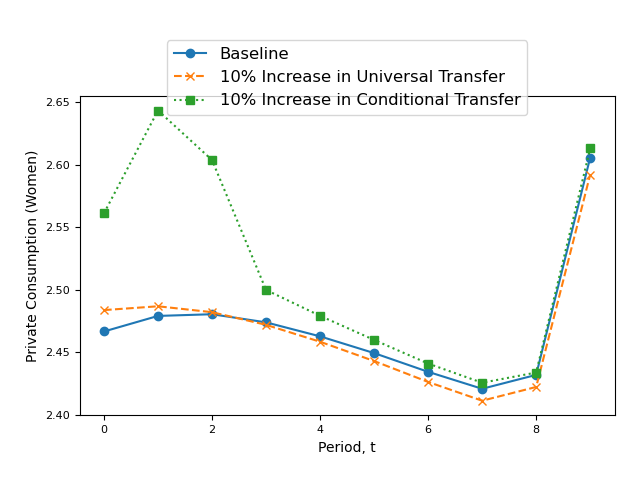 Baseline
10% Increase in Universal Transfer
10% Increase in Conditional Transfer
2.65
2.60
2.55
2.50
2.45
2.40
Private Consumption (Women)
0
2
4
6
8
Period, t